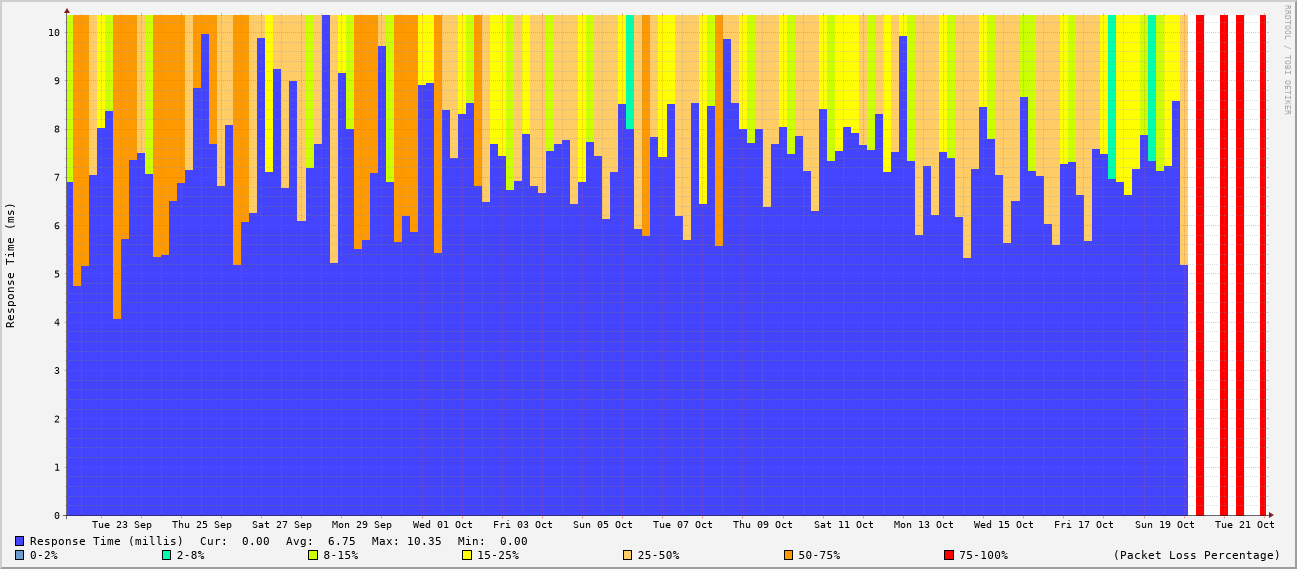 RRDTOOL / TOBI OETIKER
Response Time (ms)
10
9
8
7
6
5
4
3
2
1
0
Tue 23 Sep Thu 25 Sep Sat 27 Sep Mon 29 Sep Wed 01 Oct Fri 03 Oct Sun 05 Oct Tue 07 Oct Thu 09 Oct Sat 11 Oct Mon 13 Oct Wed 15 Oct Fri 17 Oct Sun 19 Oct Tue 21 Oct
Response Time (millis) Cur: 0.00 Avg: 6.75 Max: 10.35 Min: 0.00
0-2% 2-8% 8-15% 15-25% 25-50% 50-75% 75-100% (Packet Loss Percentage)